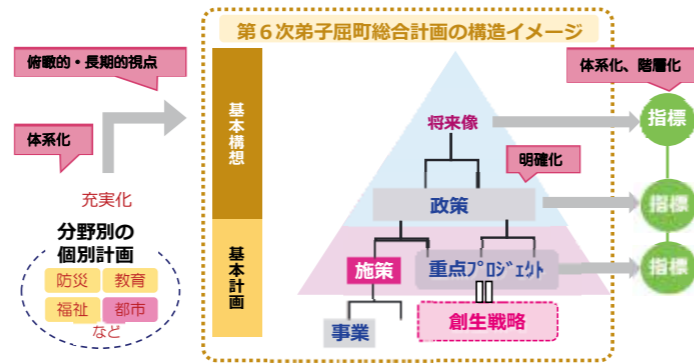 第６次弟子屈町総合計画の構造イメージ
俯瞰的・長期的視点
体系化、階層化
体系化
基本構想
将来像
指標
明確化
充実化
政策
指標
分野別の
個別計画
基本計画
防災
教育
施策
重点プロジェクト
指標
福祉
都市
など
創生戦略
事業